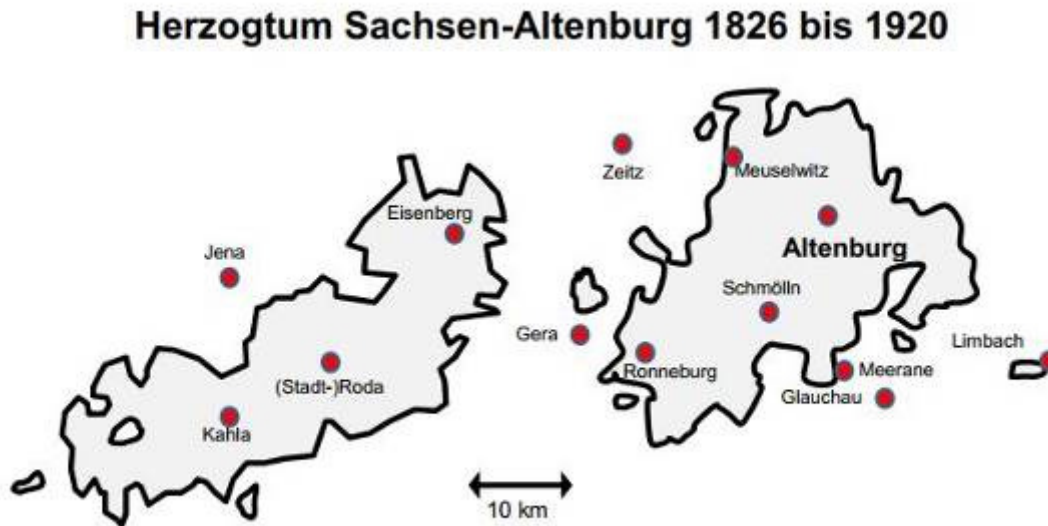 Herzogtum Sachsen-Altenburg 1826 bis 1920
Zeitz
Meuselwitz
Eisenberg
Altenburg
Jena
Schmölln
Gera
Limbach
Ronneburg
Meerane
(Stadt-)Roda
Glauchau
Kahla
10 km